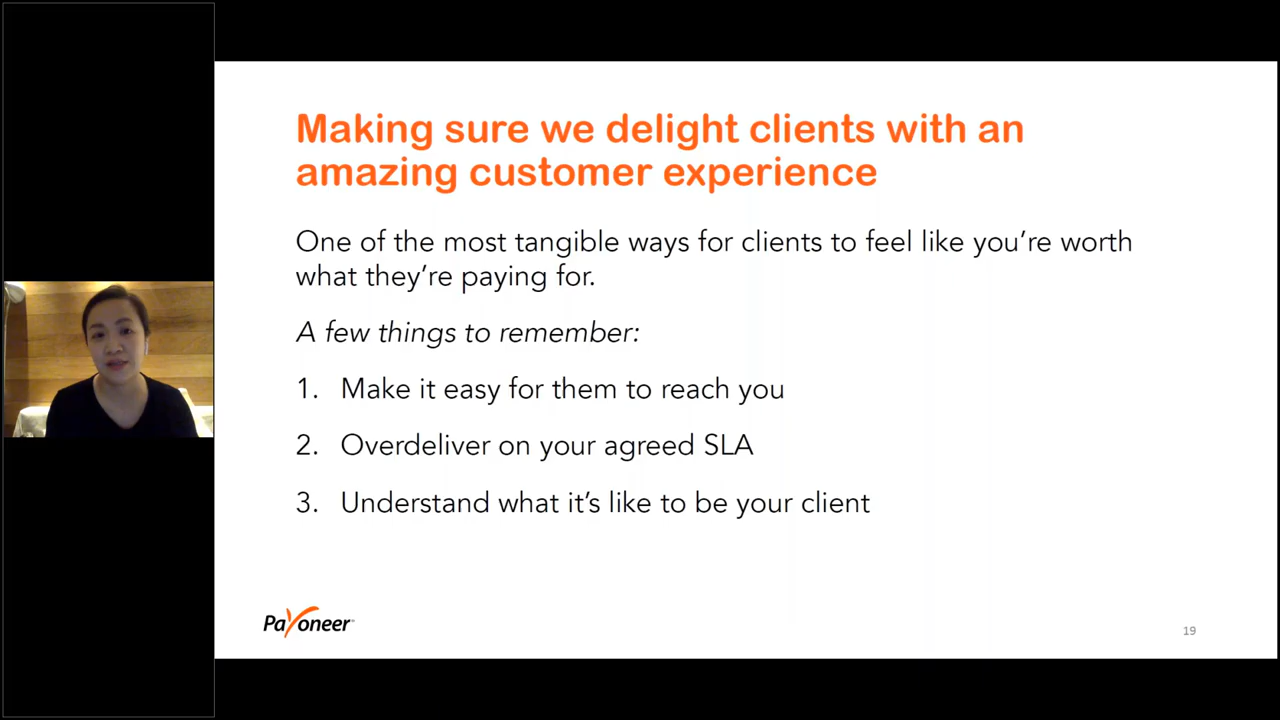 Making sure we delight clients with an
amazing customer experience
One of the most tangible ways for clients to feel like you’re worth
what they’re paying for.
A few things to remember:
1. Make it easy for them to reach you
2. Overdeliver on your agreed SLA
3. Understand what it’s like to be your client
Payoneer
19